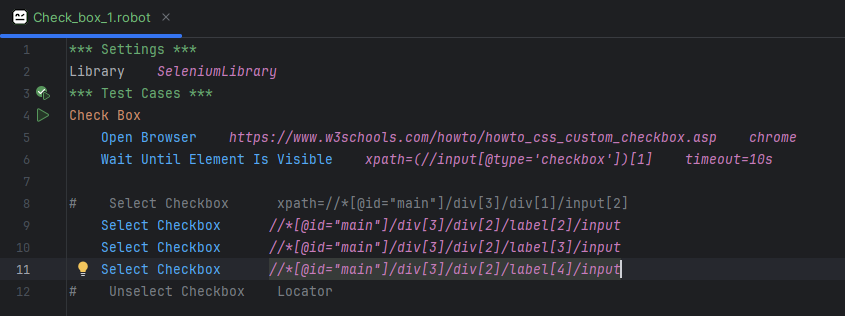 Check_box_1.robot
1 *** Settings ***
2 Library    SeleniumLibrary
3 *** Test Cases ***
4 Check Box
5     Open Browser    https://www.w3schools.com/howto/howto_css_custom_checkbox.asp    chrome
6     Wait Until Element Is Visible    xpath=(//input[@type='checkbox'])[1]    timeout=10s
7
8 #    Select Checkbox      xpath=//*[@id="main"]/div[3]/div[1]/input[2]
9     Select Checkbox      //*[@id="main"]/div[3]/div[2]/label[2]/input
10     Select Checkbox      //*[@id="main"]/div[3]/div[2]/label[3]/input
11     Select Checkbox      //*[@id="main"]/div[3]/div[2]/label[4]/input
12 #    Unselect Checkbox    Locator